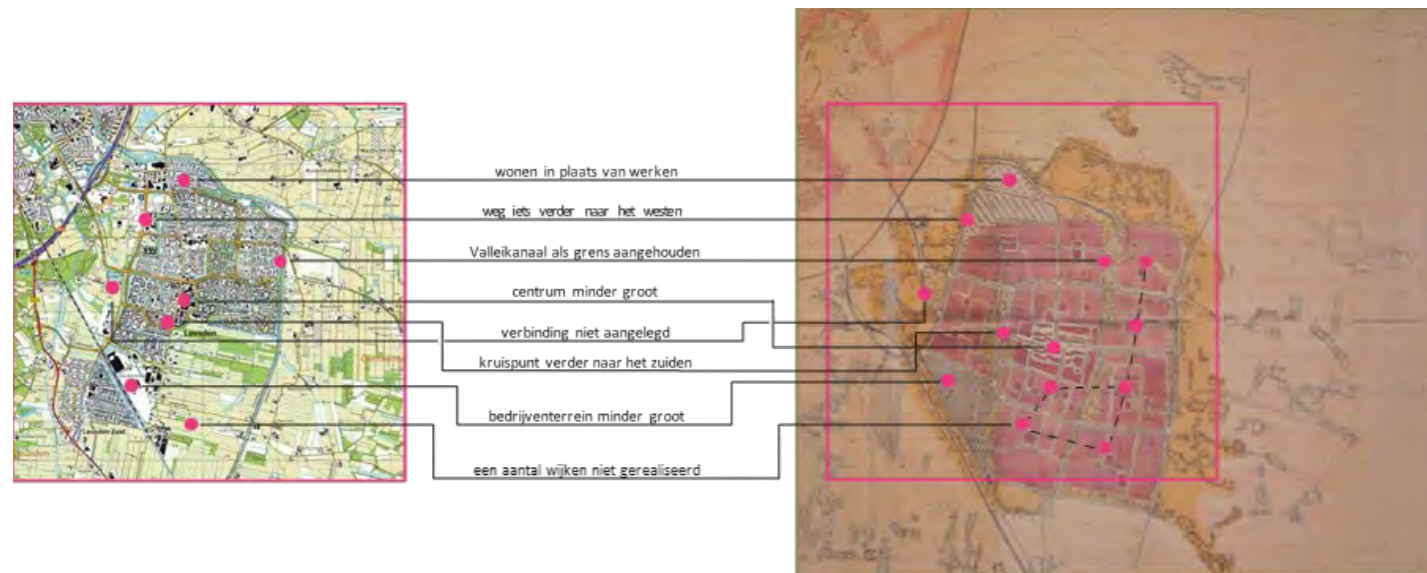 wonen in plaats van werken
weg iets verder naar het westen
Valleikanaal als grens aangehouden
centrum minder groot
verbinding niet aangelegd
kruispunt verder naar het zuiden
bedrijventerrein minder groot
een aantal wijken niet gerealiseerd
Leusden
Leusden-Zuid